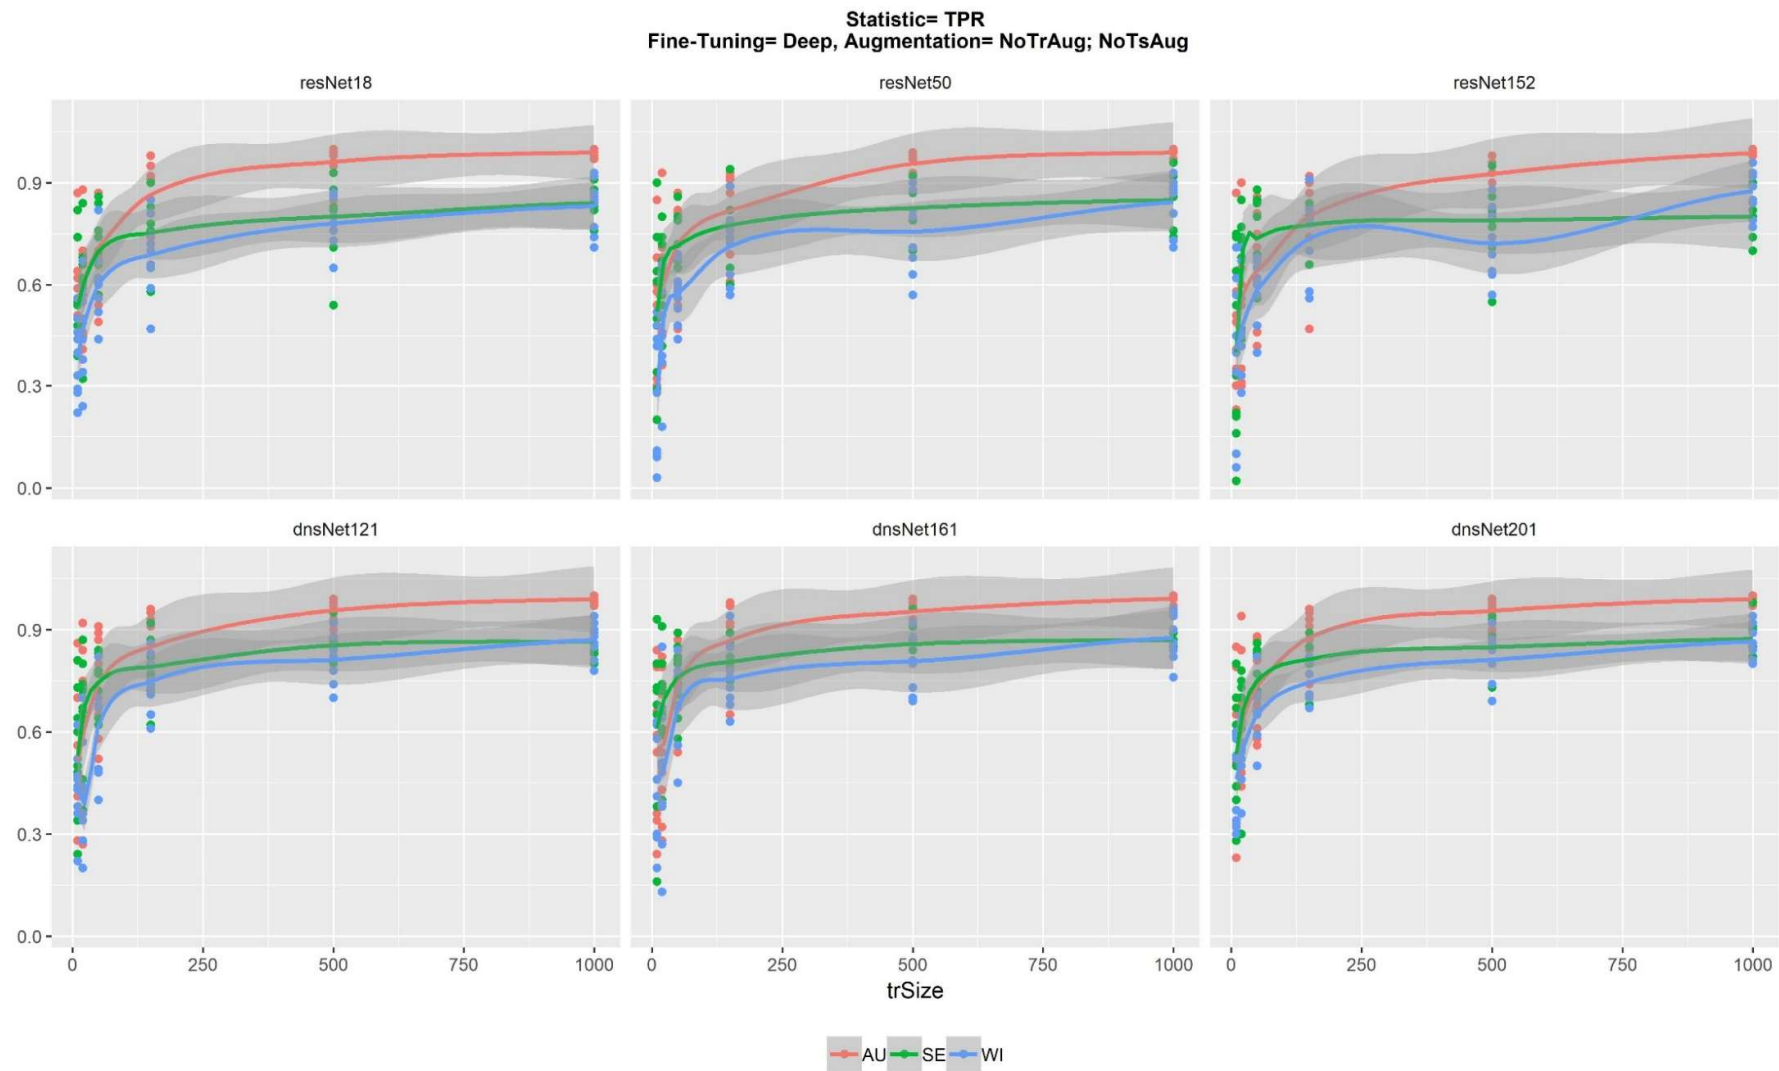 Statistic= TPR
Fine-Tuning= Deep, Augmentation= NoTrAug; NoTsAug
resNet18 resNet50 resNet152
0.9
0.6
0.3
0.0
dnsNet121 dnsNet161 dnsNet201
0.9
0.6
0.3
0.0
0 250 500 750 1000 0 250 500 750 1000 0 250 500 750 1000
trSize
AU SE WI